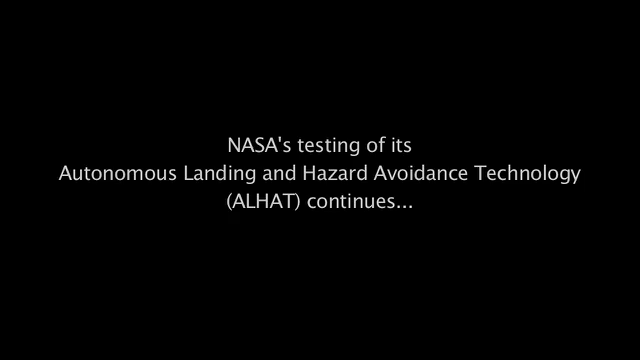 NASA's testing of its
Autonomous Landing and Hazard Avoidance Technology
(ALHAT) continues...